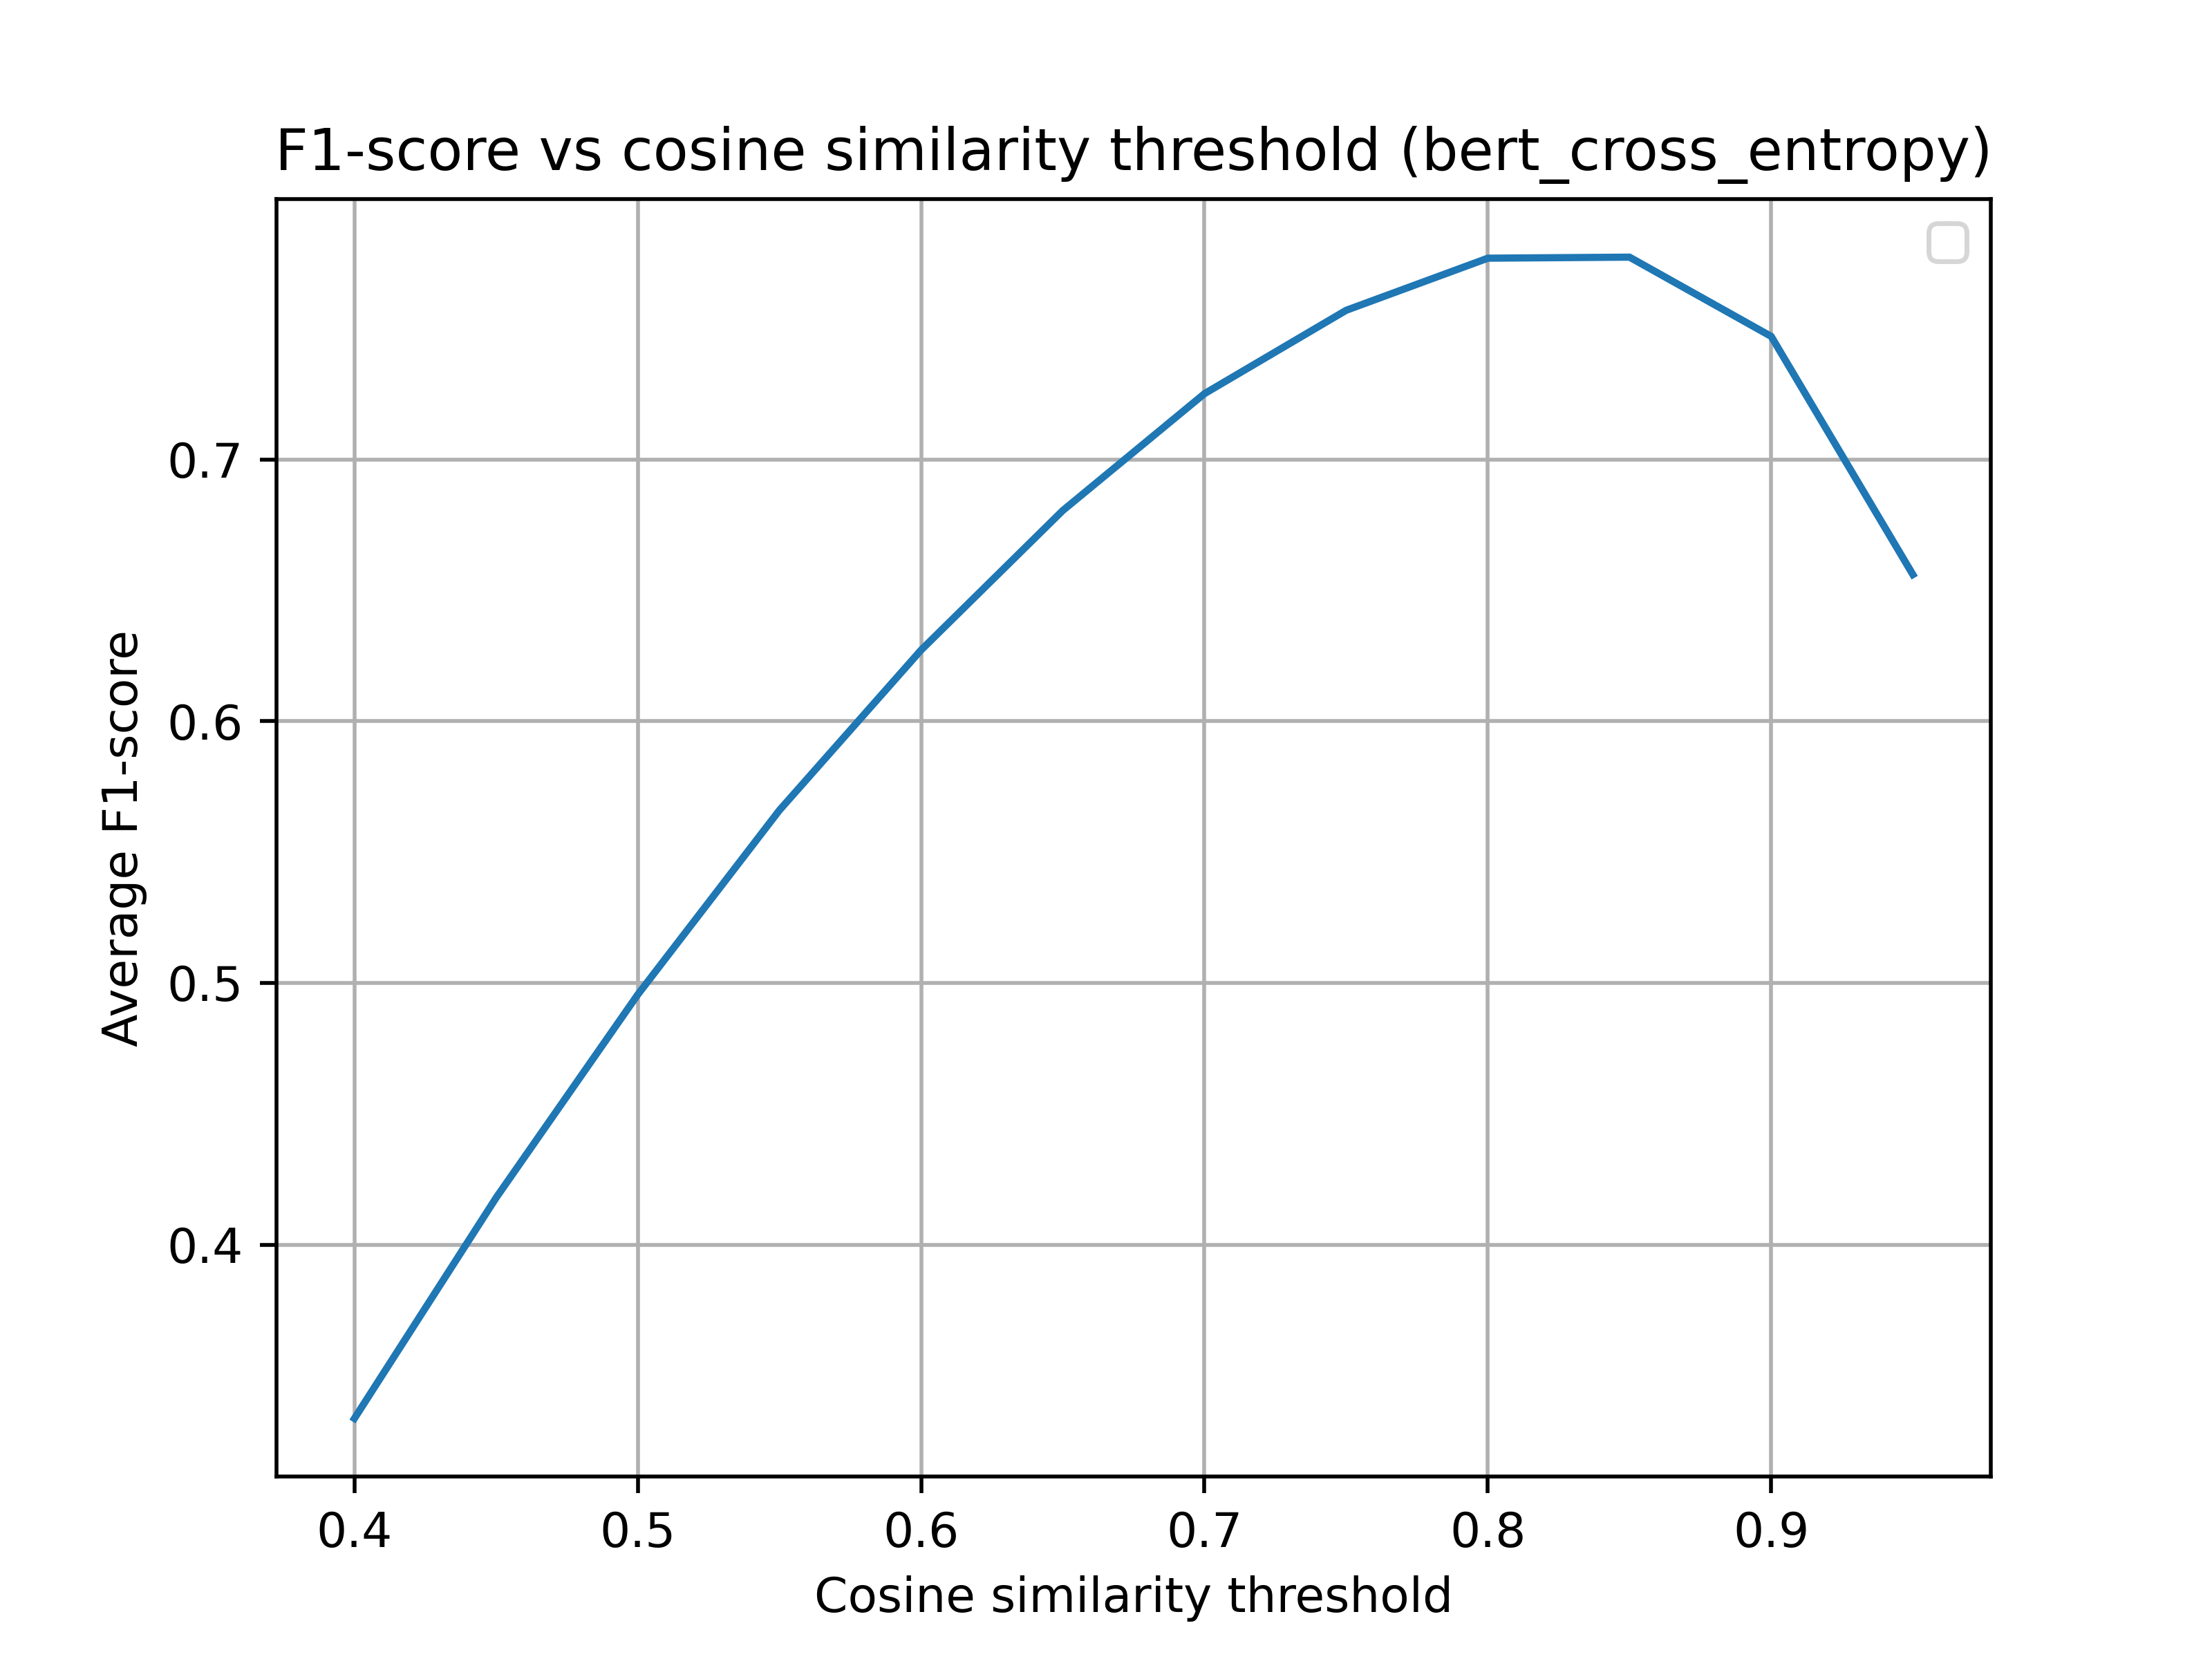 F1-score vs cosine similarity threshold (bert_cross_entropy)
Average F1-score
0.7
0.6
0.5
0.4
0.4 0.5 0.6 0.7 0.8 0.9
Cosine similarity threshold